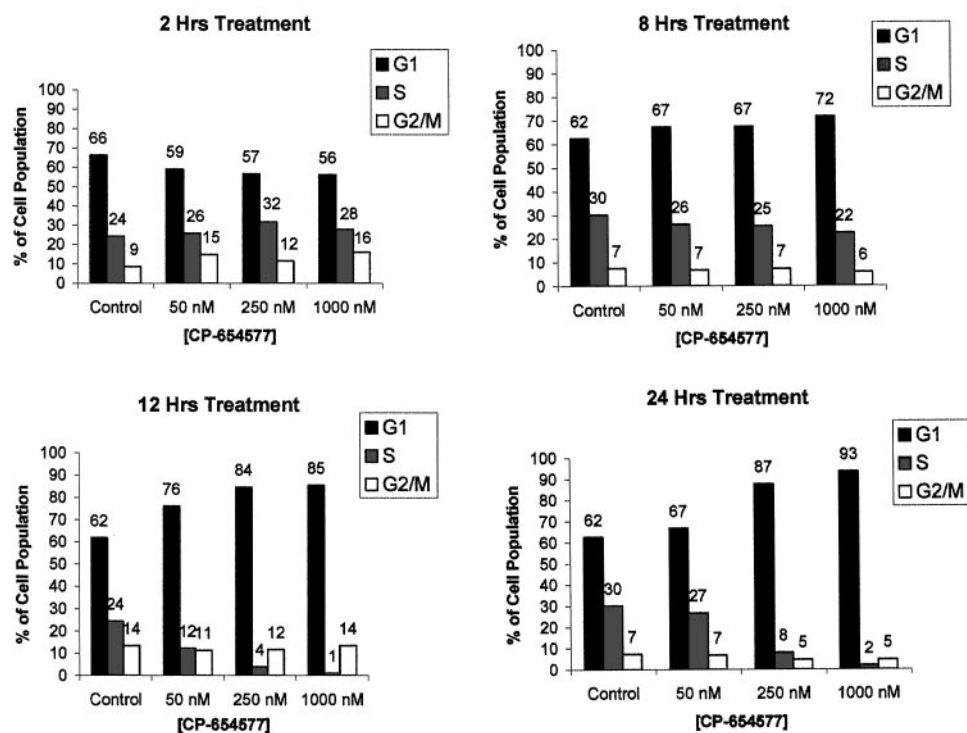 2 Hrs Treatment
G1
S
G2/M
% of Cell Population
100
90
80
70
60
50
40
30
20
10
0
66 59 57 56
24 26 32 28
9 15 12 16
Control 50 nM 250 nM 1000 nM
[CP-654577]
8 Hrs Treatment
G1
S
G2/M
% of Cell Population
100
90
80
70
60
50
40
30
20
10
0
62 67 67 72
30 26 25 22
7 7 7 6
Control 50 nM 250 nM 1000 nM
[CP-654577]
12 Hrs Treatment
G1
S
G2/M
% of Cell Population
100
90
80
70
60
50
40
30
20
10
0
62 76 84 85
24 12 4 1
14 11 12 14
Control 50 nM 250 nM 1000 nM
[CP-654577]
24 Hrs Treatment
G1
S
G2/M
% of Cell Population
100
90
80
70
60
50
40
30
20
10
0
62 67 87 93
30 27 8 2
7 7 5 5
Control 50 nM 250 nM 1000 nM
[CP-654577]